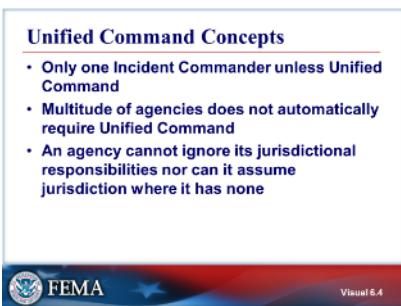 Unified Command Concepts
• Only one Incident Commander unless Unified
Command
• Multitude of agencies does not automatically
require Unified Command
• An agency cannot ignore its jurisdictional
responsibilities nor can it assume
jurisdiction where it has none
FEMA
Visual 6.4